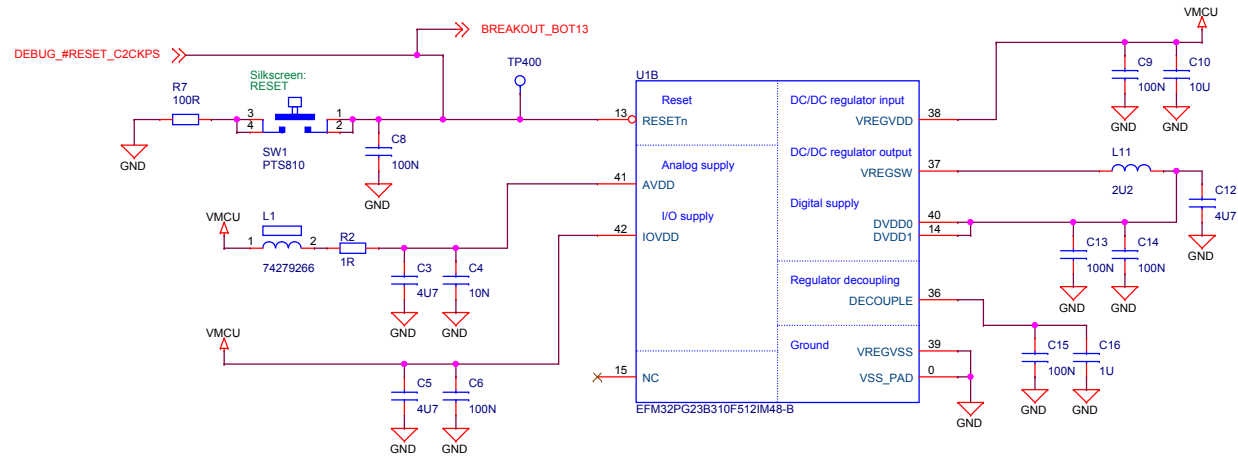 BREAKOUT_BOT13
DEBUG_#RESET_C2CKPS
VMCU
TP400
U1B
C9
100N
C10
10U
GND
GND
R7
100R
Silkscreen:
RESET
3
4
1
2
SW1
PTS810
GND
C8
100N
GND
13
Reset
RESETn
DC/DC regulator input
VREGVDD
38
DC/DC regulator output
VREGSW
37
L11
2U2
C12
4U7
GND
41
Analog supply
AVDD
Digital supply
DVDD0
40
DVDD1
14
C13
100N
C14
100N
GND
GND
42
I/O supply
IOVDD
VMCU
L1
1
2
74279266
R2
1R
C3
4U7
C4
10N
GND
GND
Regulator decoupling
DECOUPLE
36
C15
100N
C16
1U
GND
GND
VMCU
C5
4U7
C6
100N
GND
GND
Ground
VREGVSS
39
VSS_PAD
0
GND
15
NC
EFM32PG23B310F512IM48-B